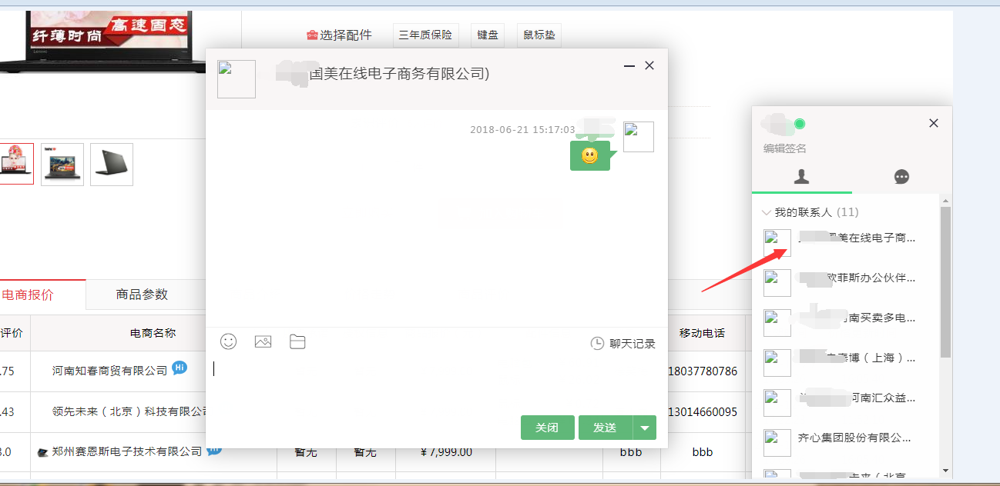 高速固态
纤薄时尚
选择配件
三年质保险
键盘
鼠标垫
国美在线电子商务有限公司)
2018-06-21 15:17:03
编辑签名
我的联系人 (11)
国美在线电子商...
欧菲斯办公伙伴...
河南买卖多电...
泰博（上海）...
河南汇众益...
齐心集团股份有限公...
未来（北京
聊天记录
关闭
发送
电商报价
商品参数
评价
电商名称
移动电话
.75
河南知春商贸有限公司
Hi
18037780786
.43
领先未来（北京）科技有限公司
13014660095
3.0
郑州赛恩斯电子技术有限公司
暂无
暂无
¥ 7,999.00
bbb
bbb